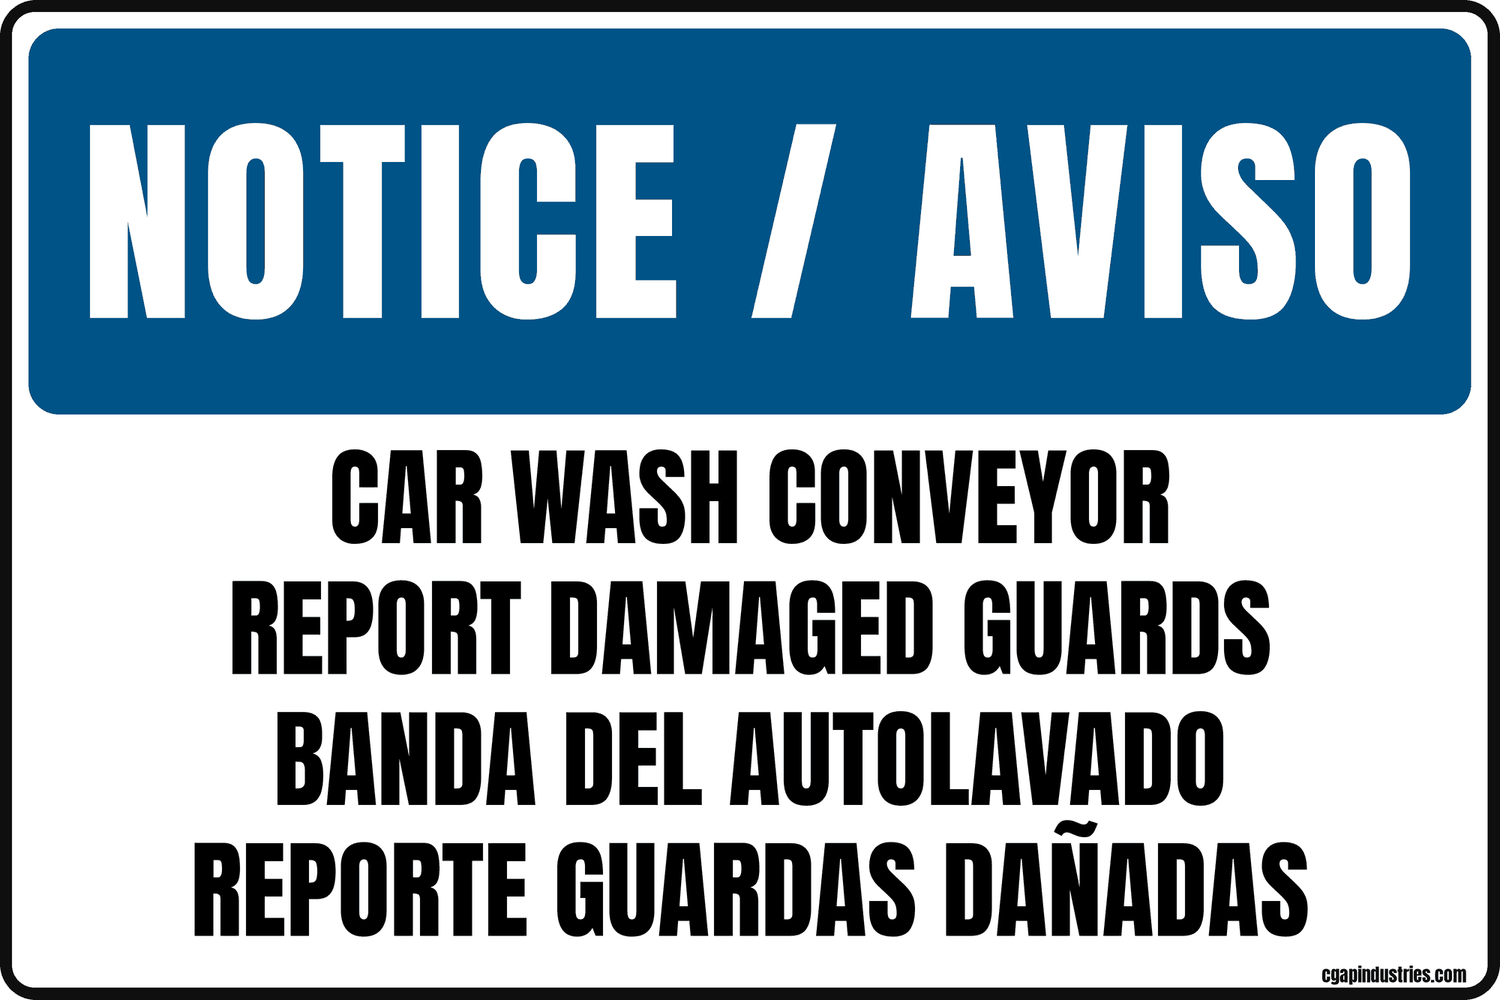 NOTICE / AVISO
CAR WASH CONVEYOR
REPORT DAMAGED GUARDS
BANDA DEL AUTOLAVADO
REPORTE GUARDAS DAÑADAS
cgapindustries.com